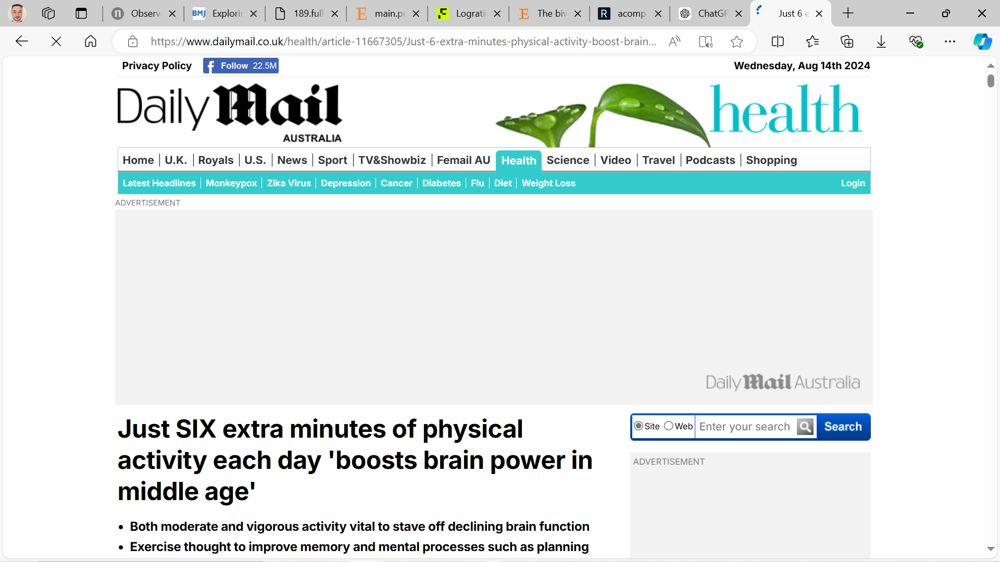 Observ
Explorin
189.full
main.p
Lograti
The biv
acomp
ChatGP
Just 6 e
https://www.dailymail.co.uk/health/article-11667305/Just-6-extra-minutes-physical-activity-boost-brain...
Privacy Policy
Follow 22.5M
Wednesday, Aug 14th 2024
Daily Mail
AUSTRALIA
health
Home U.K. Royals U.S. News Sport TV&Showbiz Femail AU Health Science Video Travel Podcasts Shopping
Latest Headlines Monkeypox Zika Virus Depression Cancer Diabetes Flu Diet Weight Loss Login
ADVERTISEMENT
Daily Mail Australia
Just SIX extra minutes of physical
activity each day 'boosts brain power in
middle age'
• Both moderate and vigorous activity vital to stave off declining brain function
• Exercise thought to improve memory and mental processes such as planning
Site Web Enter your search Search
ADVERTISEMENT